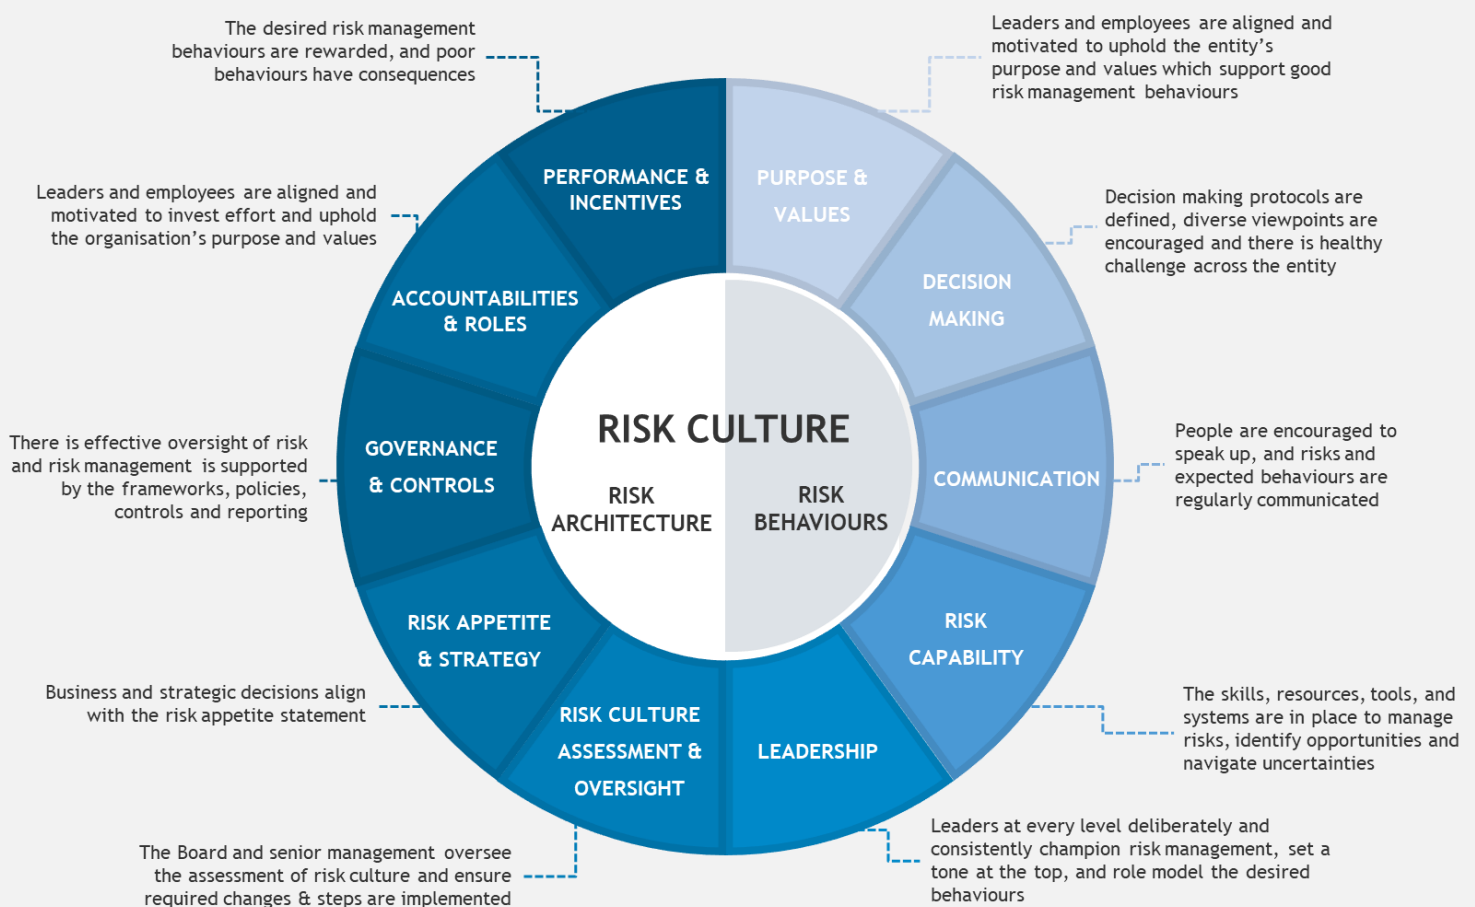 The desired risk management
behaviours are rewarded, and poor
behaviours have consequences
Leaders and employees are aligned and
motivated to uphold the entity’s
purpose and values which support good
risk management behaviours
PERFORMANCE &
INCENTIVES
PURPOSE &
VALUES
Leaders and employees are aligned and
motivated to invest effort and uphold
the organisation’s purpose and values
Decision making protocols are
defined, diverse viewpoints are
encouraged and there is healthy
challenge across the entity
ACCOUNTABILITIES
& ROLES
DECISION
MAKING
There is effective oversight of risk
and risk management is supported
by the frameworks, policies,
controls and reporting
GOVERNANCE
& CONTROLS
RISK CULTURE
RISK
ARCHITECTURE
RISK
BEHAVIOURS
COMMUNICATION
People are encouraged to
speak up, and risks and
expected behaviours are
regularly communicated
RISK APPETITE
& STRATEGY
RISK
CAPABILITY
Business and strategic decisions align
with the risk appetite statement
The skills, resources, tools, and
systems are in place to manage
risks, identify opportunities and
navigate uncertainties
RISK CULTURE
ASSESSMENT &
OVERSIGHT
LEADERSHIP
The Board and senior management oversee
the assessment of risk culture and ensure
required changes & steps are implemented
Leaders at every level deliberately and
consistently champion risk management, set a
tone at the top, and role model the desired
behaviours